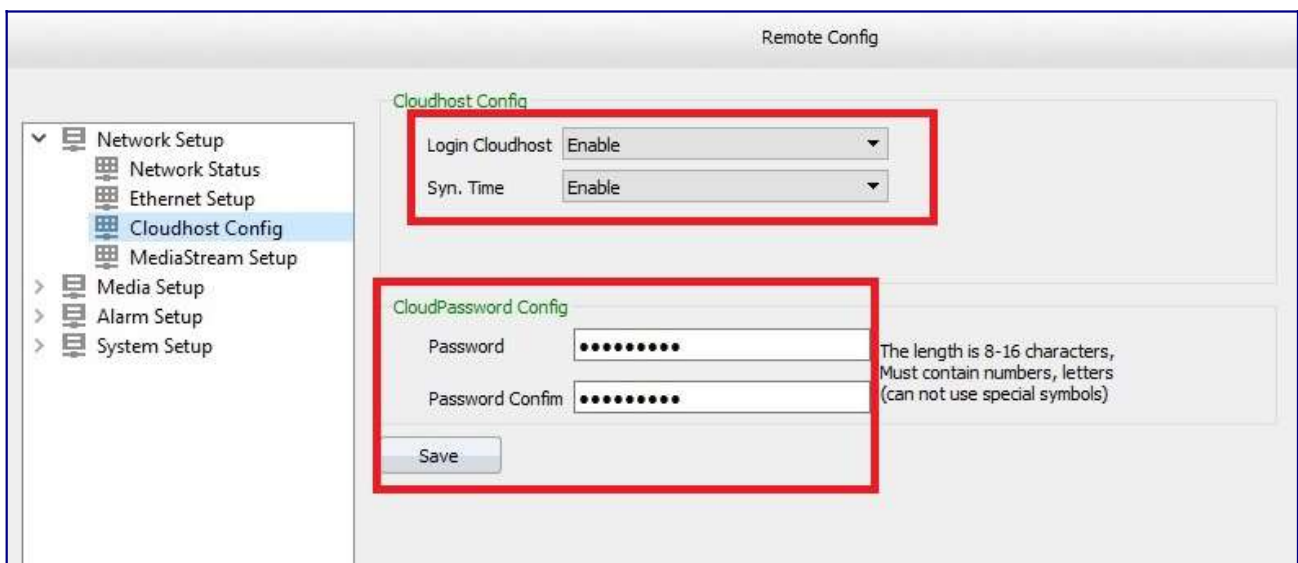 Remote Config
Network Setup
Network Status
Ethernet Setup
Cloudhost Config
MediaStream Setup
Media Setup
Alarm Setup
System Setup
Cloudhost Config
Login Cloudhost Enable
Syn. Time Enable
CloudPassword Config
Password
Password Confim
The length is 8-16 characters,
Must contain numbers, letters
(can not use special symbols)
Save